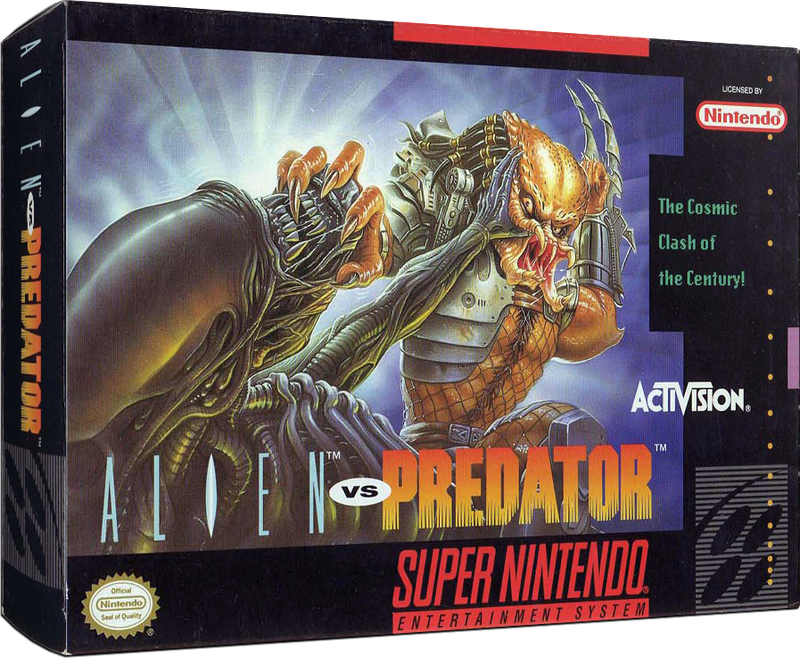 ALIEN™
VS
PREDATOR™
LICENSED BY
Nintendo®
The Cosmic
Clash of
the Century!
ACTIVISION®
ALIEN™
VS
PREDATOR™
SUPER NINTENDO®
ENTERTAINMENT SYSTEM
Official
Nintendo
Seal of Quality
®